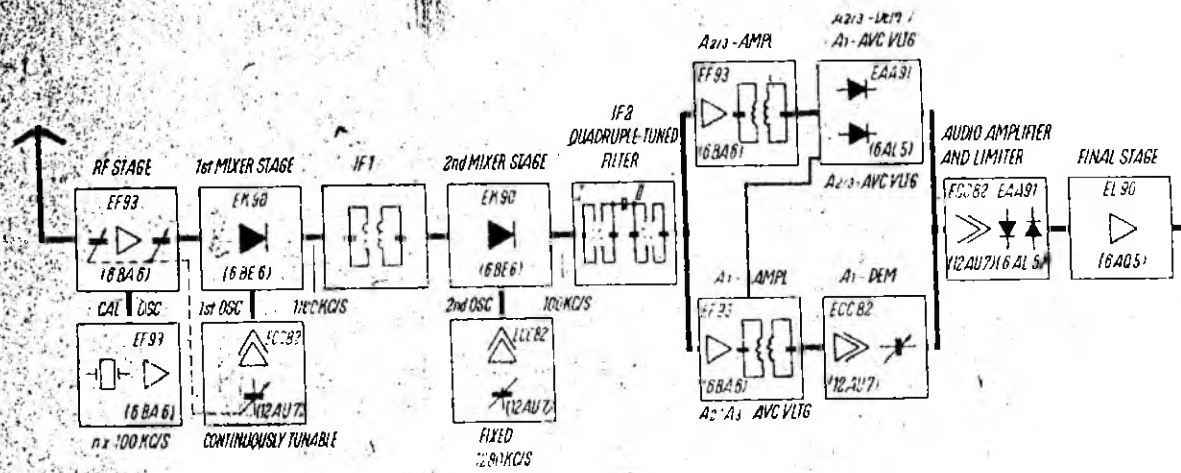 RF STAGE
EF93
(6BA6)
CAL OSC
EF93
(6BA6)
n x 100 KC/S
1st MIXER STAGE
EK90
(6BE6)
1st OSC
(12AU7)
CONTINUOUSLY TUNABLE
IF1
2nd MIXER STAGE
EK90
(6BE6)
2nd OSC
100KC/S
ECC82
(12AU7)
FIXED
IF2
QUADRUPLE-TUNED
FILTER
A2/3-AMPL
EF93
(6BA6)
A2/3-DEM /
A1-AVC VLTG
EAA91
(6AL5)
A2/3-AVC VLTG
A1- AMPL
EF93
(6BA6)
A2/A3 AVC VLTG
A1-DEM
ECC82
(12AU7)
AUDIO AMPLIFIER
AND LIMITER
ECC82 EAA91
(12AU7)(6AL5)
FINAL STAGE
EL90
(6AQ5)